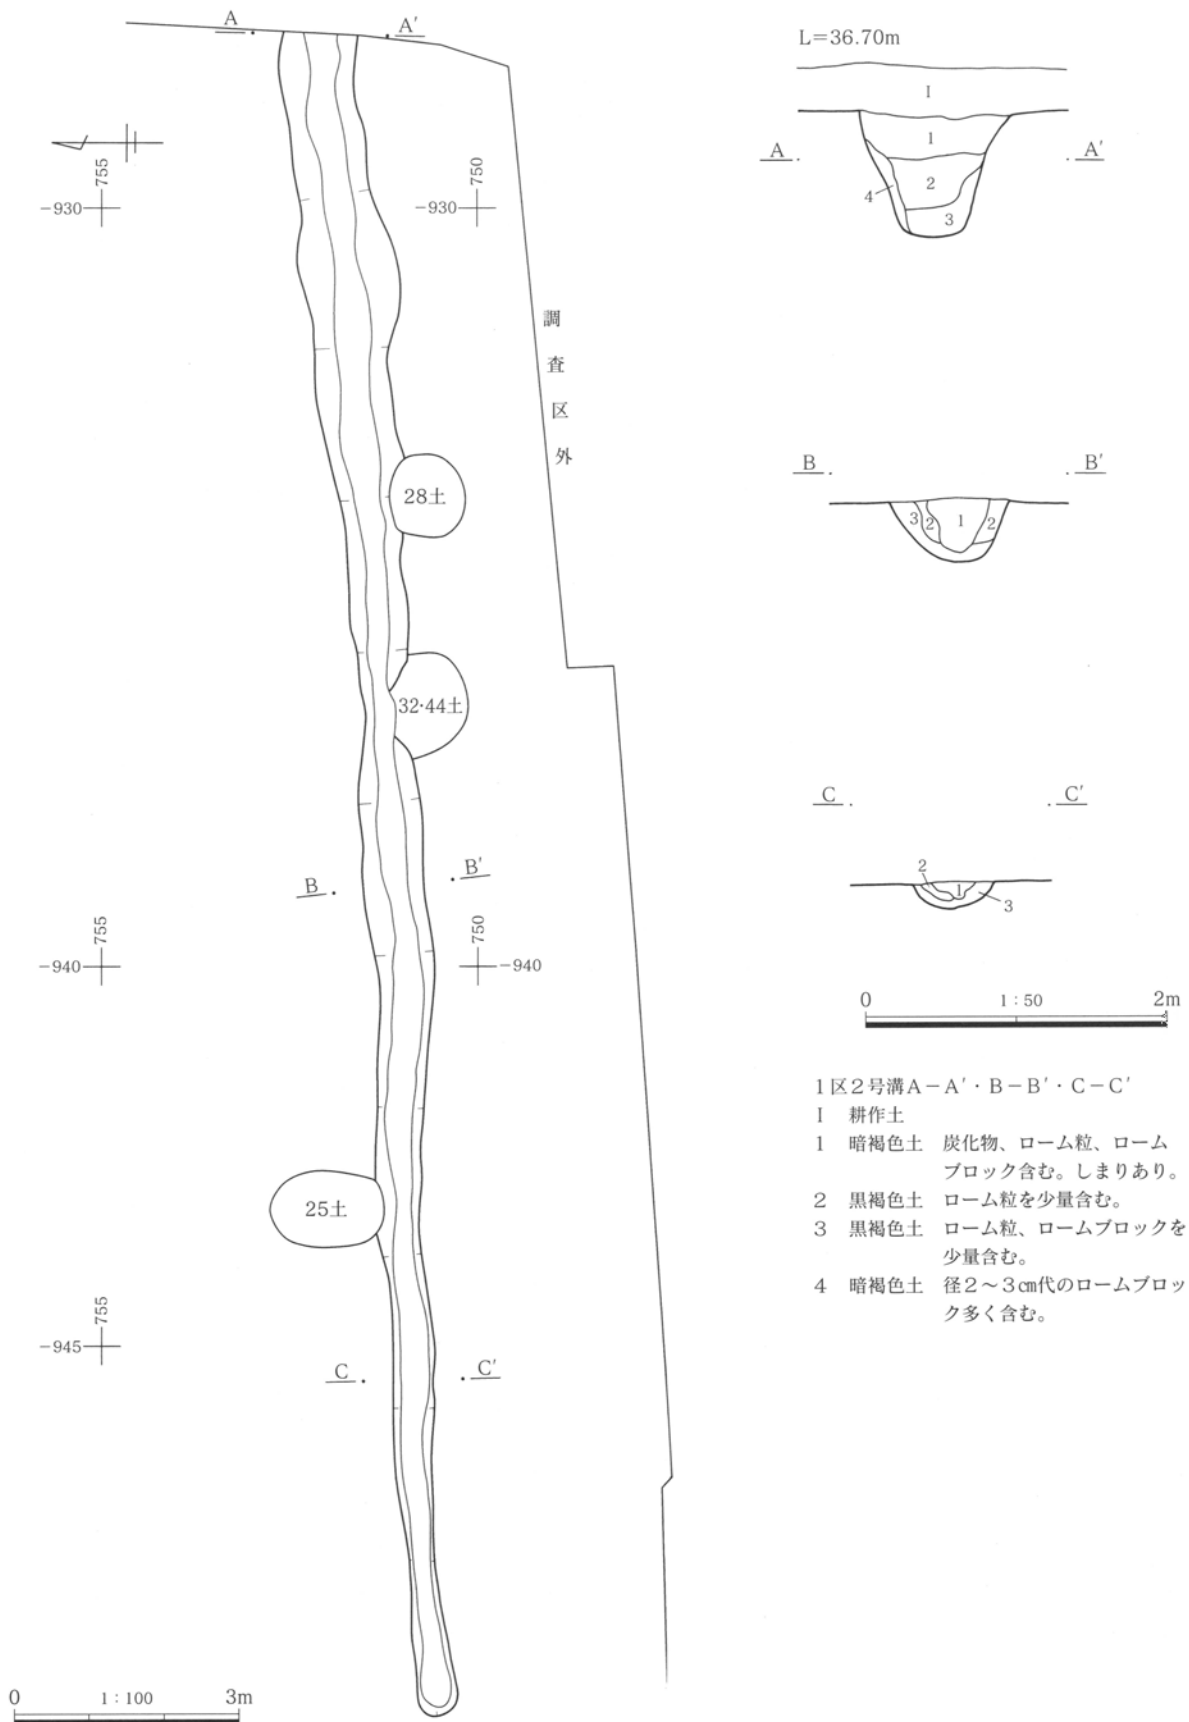 A
A′
755
−930
750
−930
調査区外
28土
32·44土
B
B′
755
−940
750
−940
25土
755
−945
C
C′
0
1：100
3m
L＝36.70m
I
1
A
A′
2
4
3
B
B′
3
2
1
2
C
C′
2
1
3
0
1：50
2m
1区2号溝A－A′・B－B′・C－C′
I　耕作土
1　暗褐色土　炭化物、ローム粒、ローム
ブロック含む。しまりあり。
2　黒褐色土　ローム粒を少量含む。
3　黒褐色土　ローム粒、ロームブロックを
少量含む。
4　暗褐色土　径2～3㎝代のロームブロッ
ク多く含む。